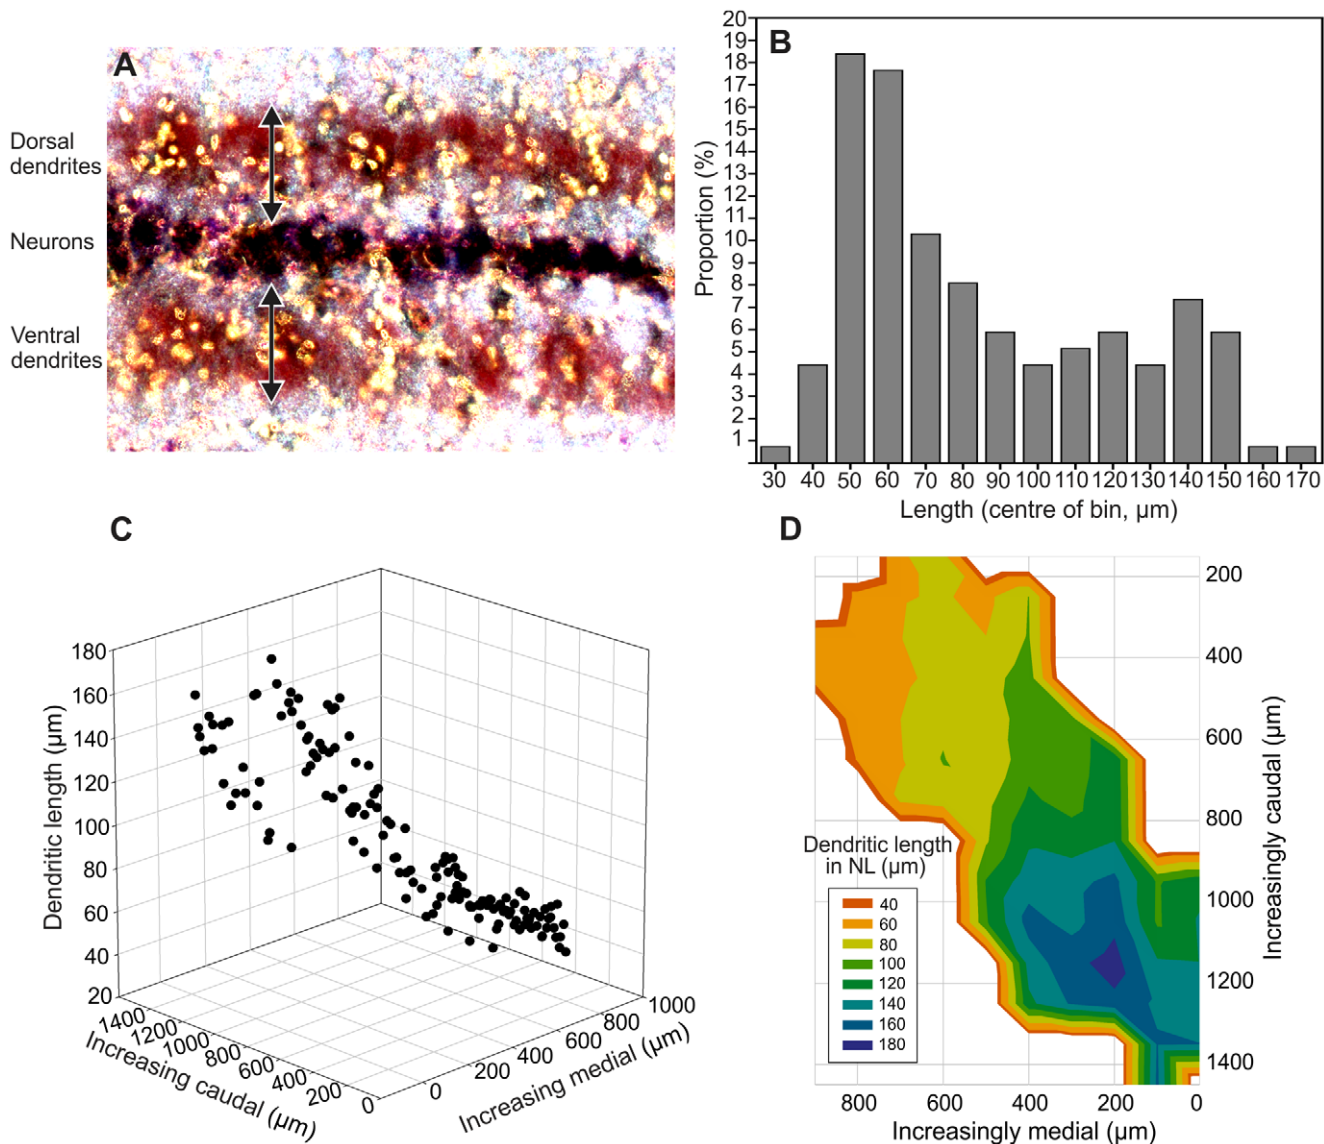 A
Dorsal
dendrites
Neurons
Ventral
dendrites
B
20
19
18
17
16
15
14
13
12
11
10
9
8
7
6
5
4
3
2
1
Proportion (%)
30 40 50 60 70 80 90 100 110 120 130 140 150 160 170
Length (centre of bin, µm)
C
180
160
140
120
100
80
60
40
20
Dendritic length (µm)
1400 1200 1000 800 600 400 200 0
Increasing caudal (µm)
0 200 400 600 800 1000
Increasing medial (µm)
D
200
400
600
800
1000
1200
1400
Increasingly caudal (µm)
Dendritic length
in NL (µm)
40
60
80
100
120
140
160
180
800 600 400 200 0
Increasingly medial (µm)